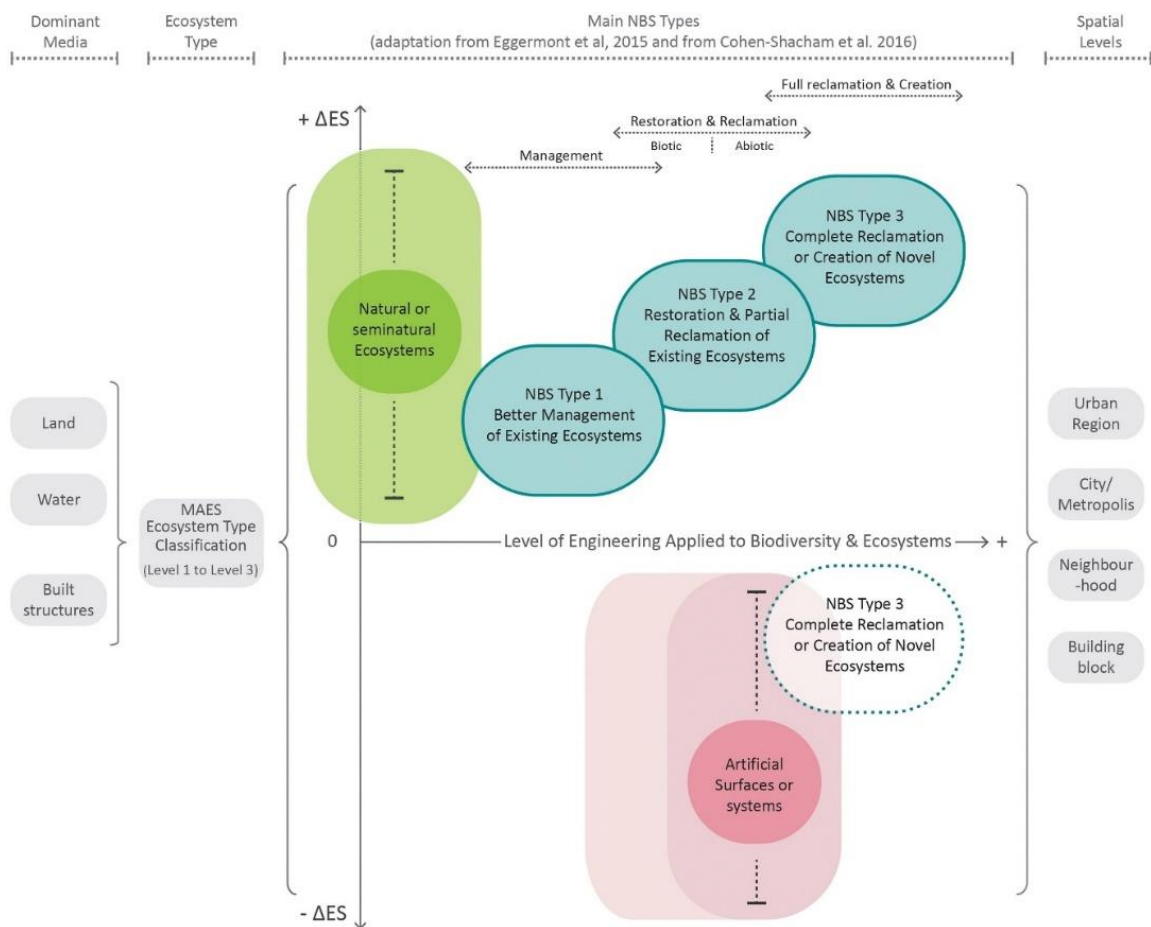 Dominant
Media
Ecosystem
Type
Main NBS Types
(adaptation from Eggermont et al, 2015 and from Cohen-Shacham et al. 2016)
Spatial
Levels
Full reclamation & Creation
Restoration & Reclamation
Biotic
Abiotic
Management
+ ΔES
NBS Type 3
Complete Reclamation
or Creation of Novel
Ecosystems
NBS Type 2
Restoration & Partial
Reclamation of
Existing Ecosystems
Natural or
seminatural
Ecosystems
NBS Type 1
Better Management
of Existing Ecosystems
Land
Water
Built
structures
MAES
Ecosystem Type
Classification
(Level 1 to Level 3)
0
Level of Engineering Applied to Biodiversity & Ecosystems
+
Urban
Region
City/
Metropolis
Neighbour
-hood
Building
block
NBS Type 3
Complete Reclamation
or Creation of Novel
Ecosystems
Artificial
Surfaces or
systems
- ΔES